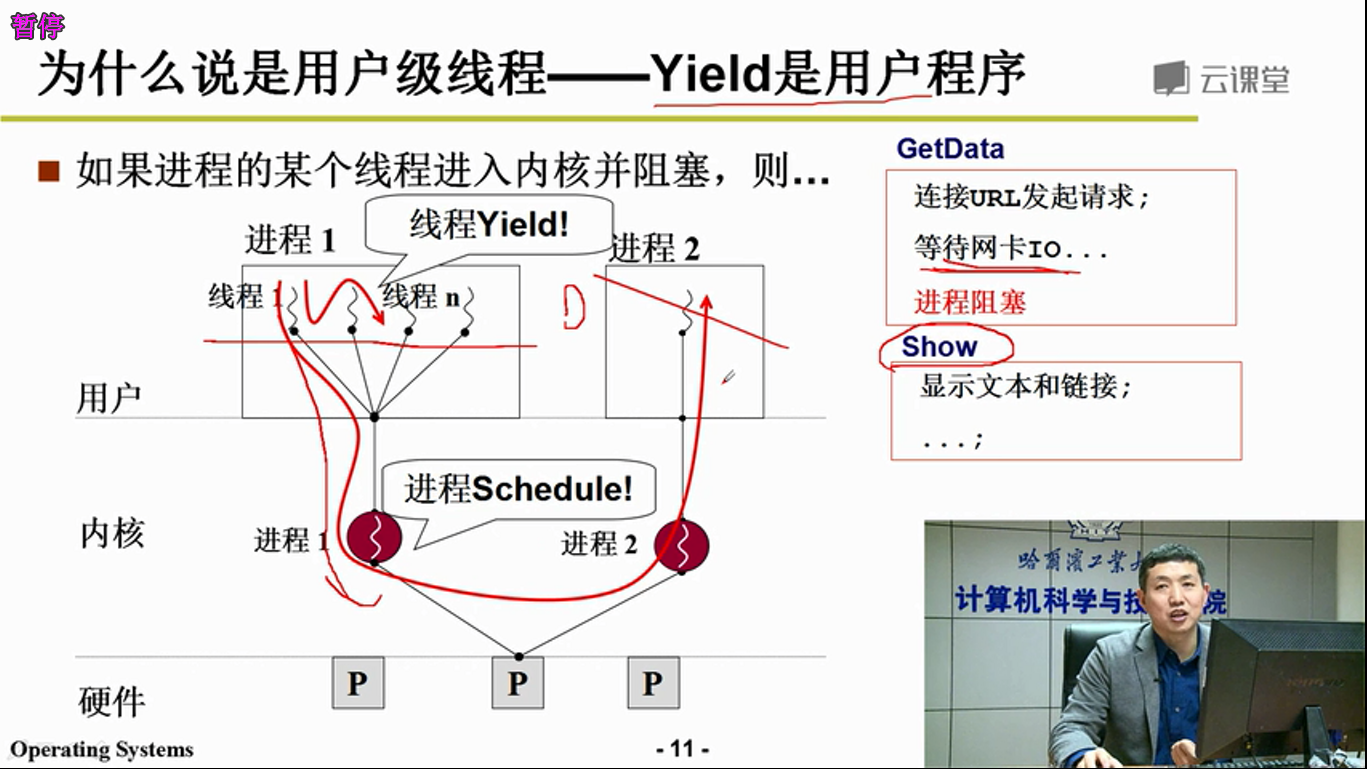 暂停
为什么说是用户级线程——Yield是用户程序
云课堂
如果进程的某个线程进入内核并阻塞，则...
GetData
连接URL发起请求;
等待网卡IO...
进程阻塞
Show
显示文本和链接;
...;
线程Yield!
进程 1
进程 2
线程 1
线程 n
用户
进程Schedule!
内核
进程 1
进程 2
硬件
P
P
P
哈尔滨工业大
计算机科学与技
院
Operating Systems
- 11 -